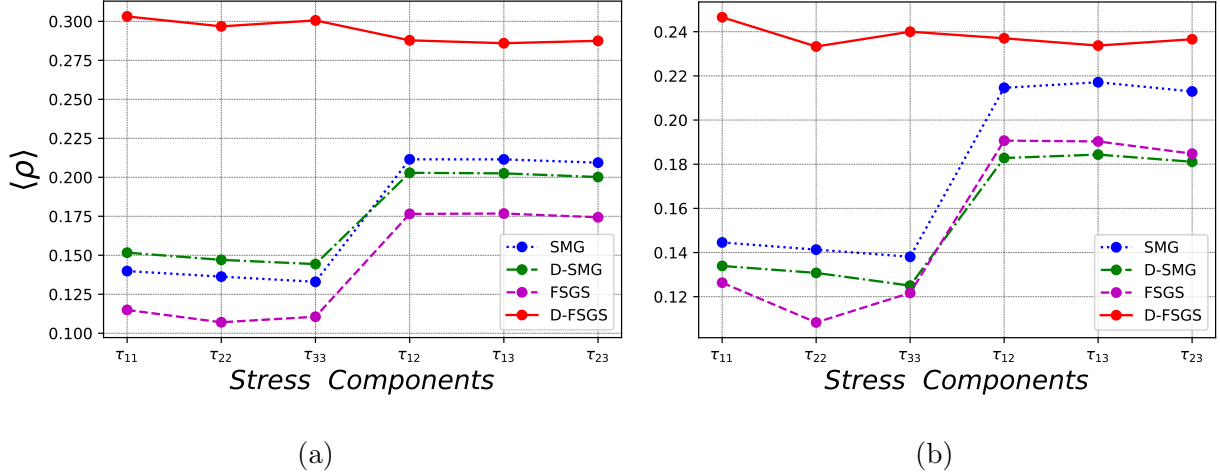 0.300
0.275
0.250
0.225
0.200
0.175
0.150
0.125
0.100
⟨ρ⟩
τ11 τ22 τ33 τ12 τ13 τ23
Stress Components
SMG
D-SMG
FSGS
D-FSGS
(a)
0.24
0.22
0.20
0.18
0.16
0.14
0.12
τ11 τ22 τ33 τ12 τ13 τ23
Stress Components
SMG
D-SMG
FSGS
D-FSGS
(b)